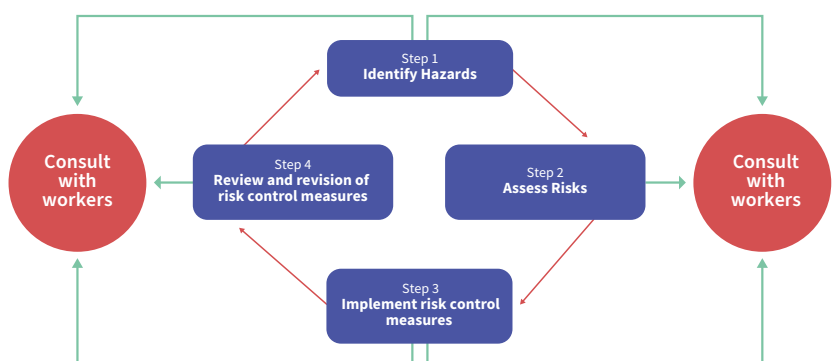 Step 1
Identify Hazards
Consult
with
workers
Step 4
Review and revision of
risk control measures
Step 2
Assess Risks
Consult
with
workers
Step 3
Implement risk control
measures